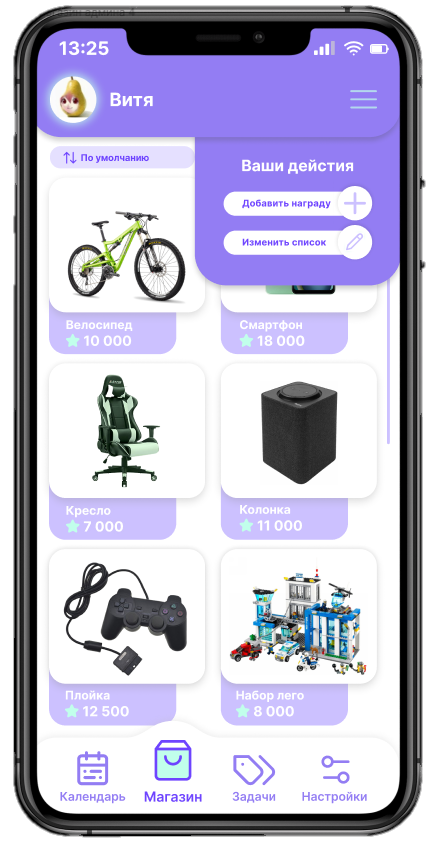 13:25
Витя
По умолчанию
Ваши дейстия
Добавить награду
Изменить список
Велосипед
10 000
Смартфон
18 000
Кресло
7 000
Колонка
11 000
Плойка
12 500
Набор лего
8 000
Календарь
Магазин
Задачи
Настройки